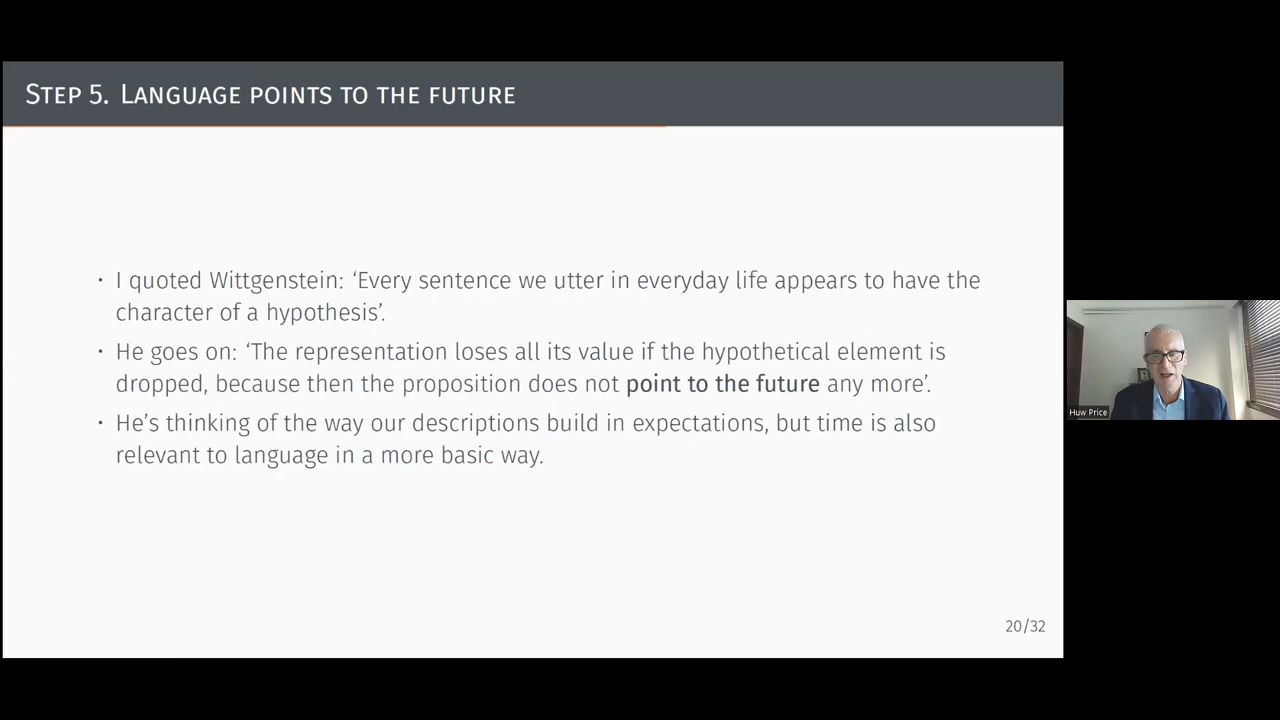 STEP 5. LANGUAGE POINTS TO THE FUTURE
• I quoted Wittgenstein: ‘Every sentence we utter in everyday life appears to have the
character of a hypothesis’.
• He goes on: ‘The representation loses all its value if the hypothetical element is
dropped, because then the proposition does not point to the future any more’.
• He’s thinking of the way our descriptions build in expectations, but time is also
relevant to language in a more basic way.
20/32
Huw Price